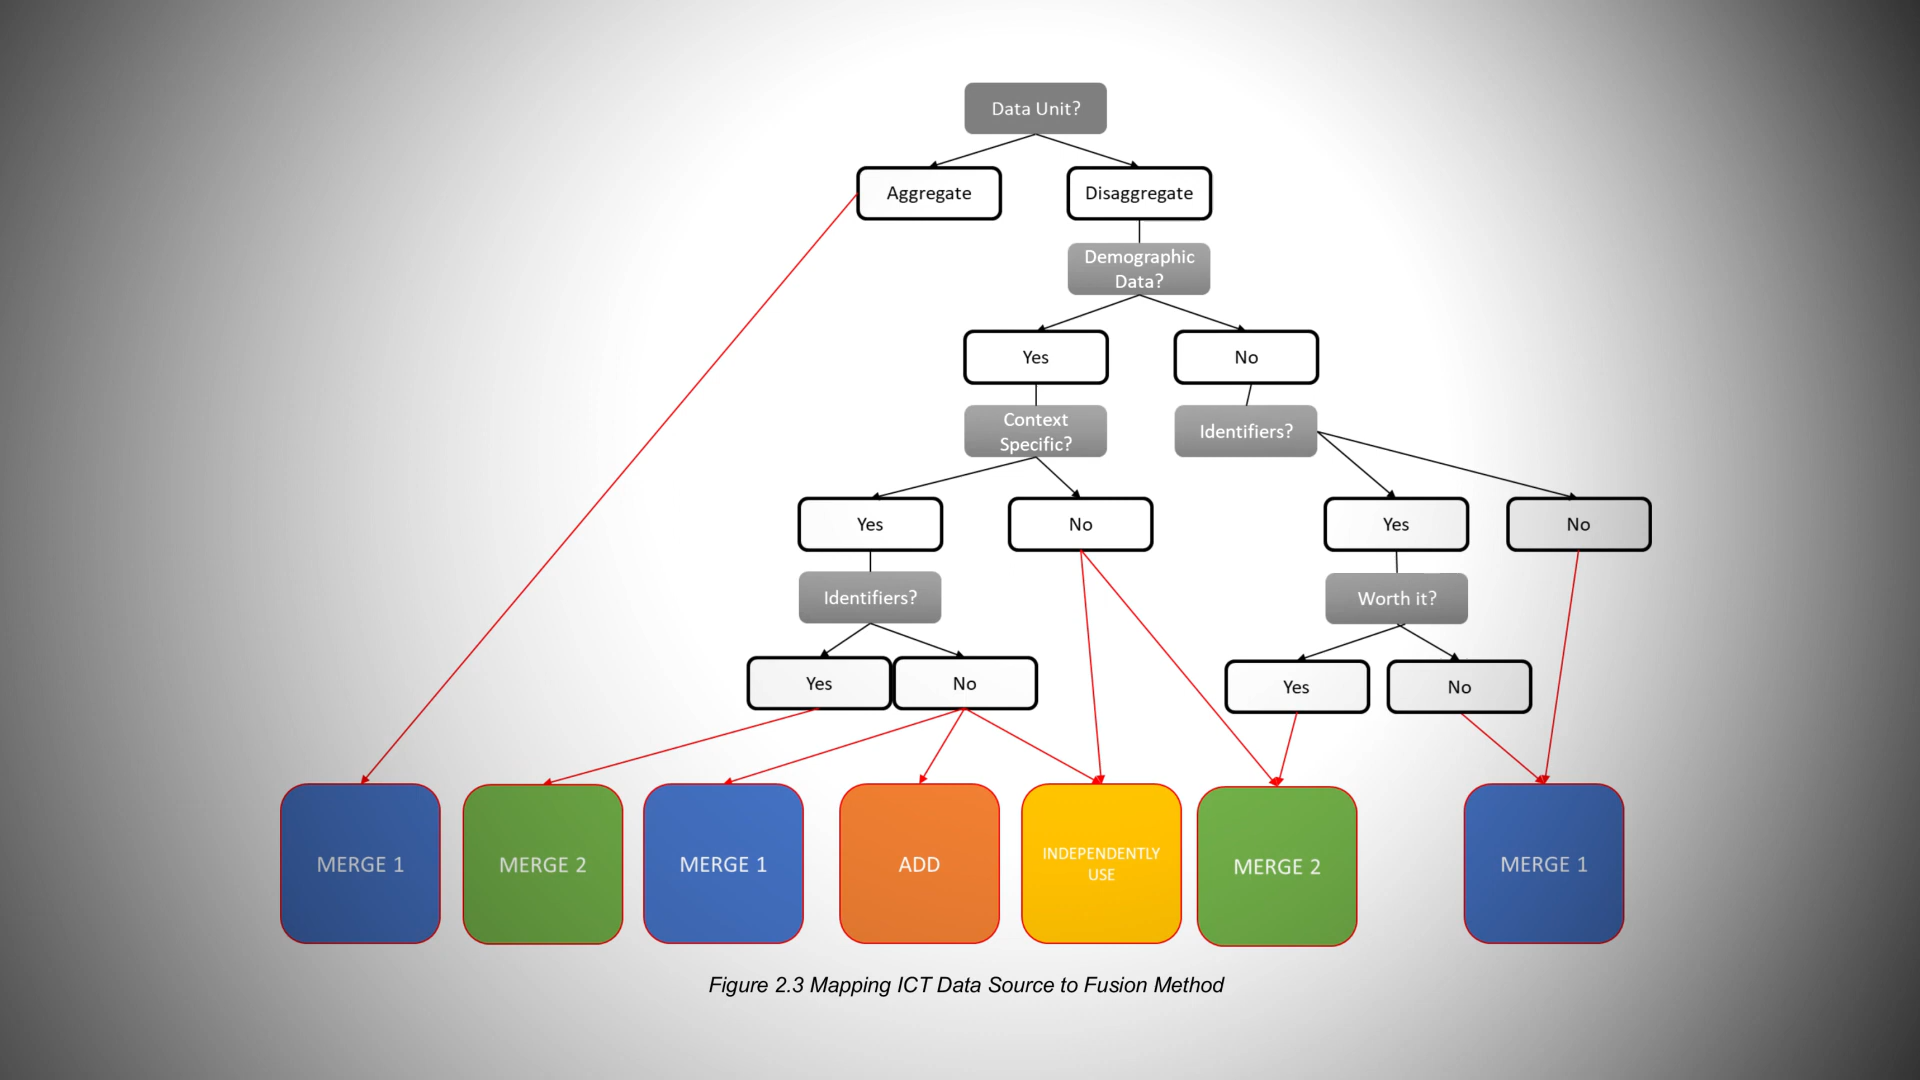 Data Unit?
Aggregate
Disaggregate
Demographic
Data?
Yes
No
Context
Specific?
Identifiers?
Yes
No
Yes
No
Identifiers?
Worth it?
Yes
No
Yes
No
MERGE 1
MERGE 2
MERGE 1
ADD
INDEPENDENTLY
USE
MERGE 2
MERGE 1
Figure 2.3 Mapping ICT Data Source to Fusion Method